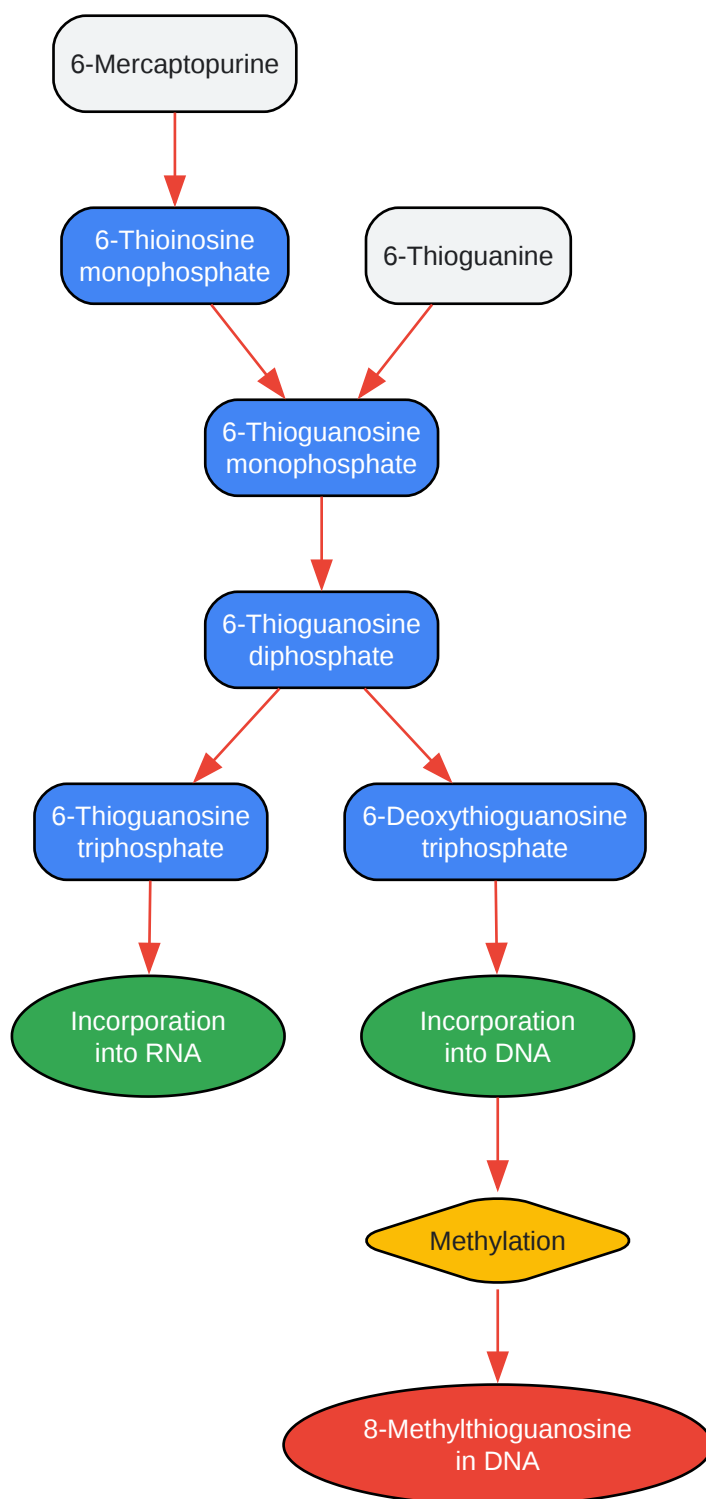 6-Mercaptopurine
6-Thioinosine
monophosphate
6-Thioguanine
6-Thioguanosine
monophosphate
6-Thioguanosine
diphosphate
6-Thioguanosine
triphosphate
6-Deoxythioguanosine
triphosphate
Incorporation
into RNA
Incorporation
into DNA
Methylation
8-Methylthioguanosine
in DNA